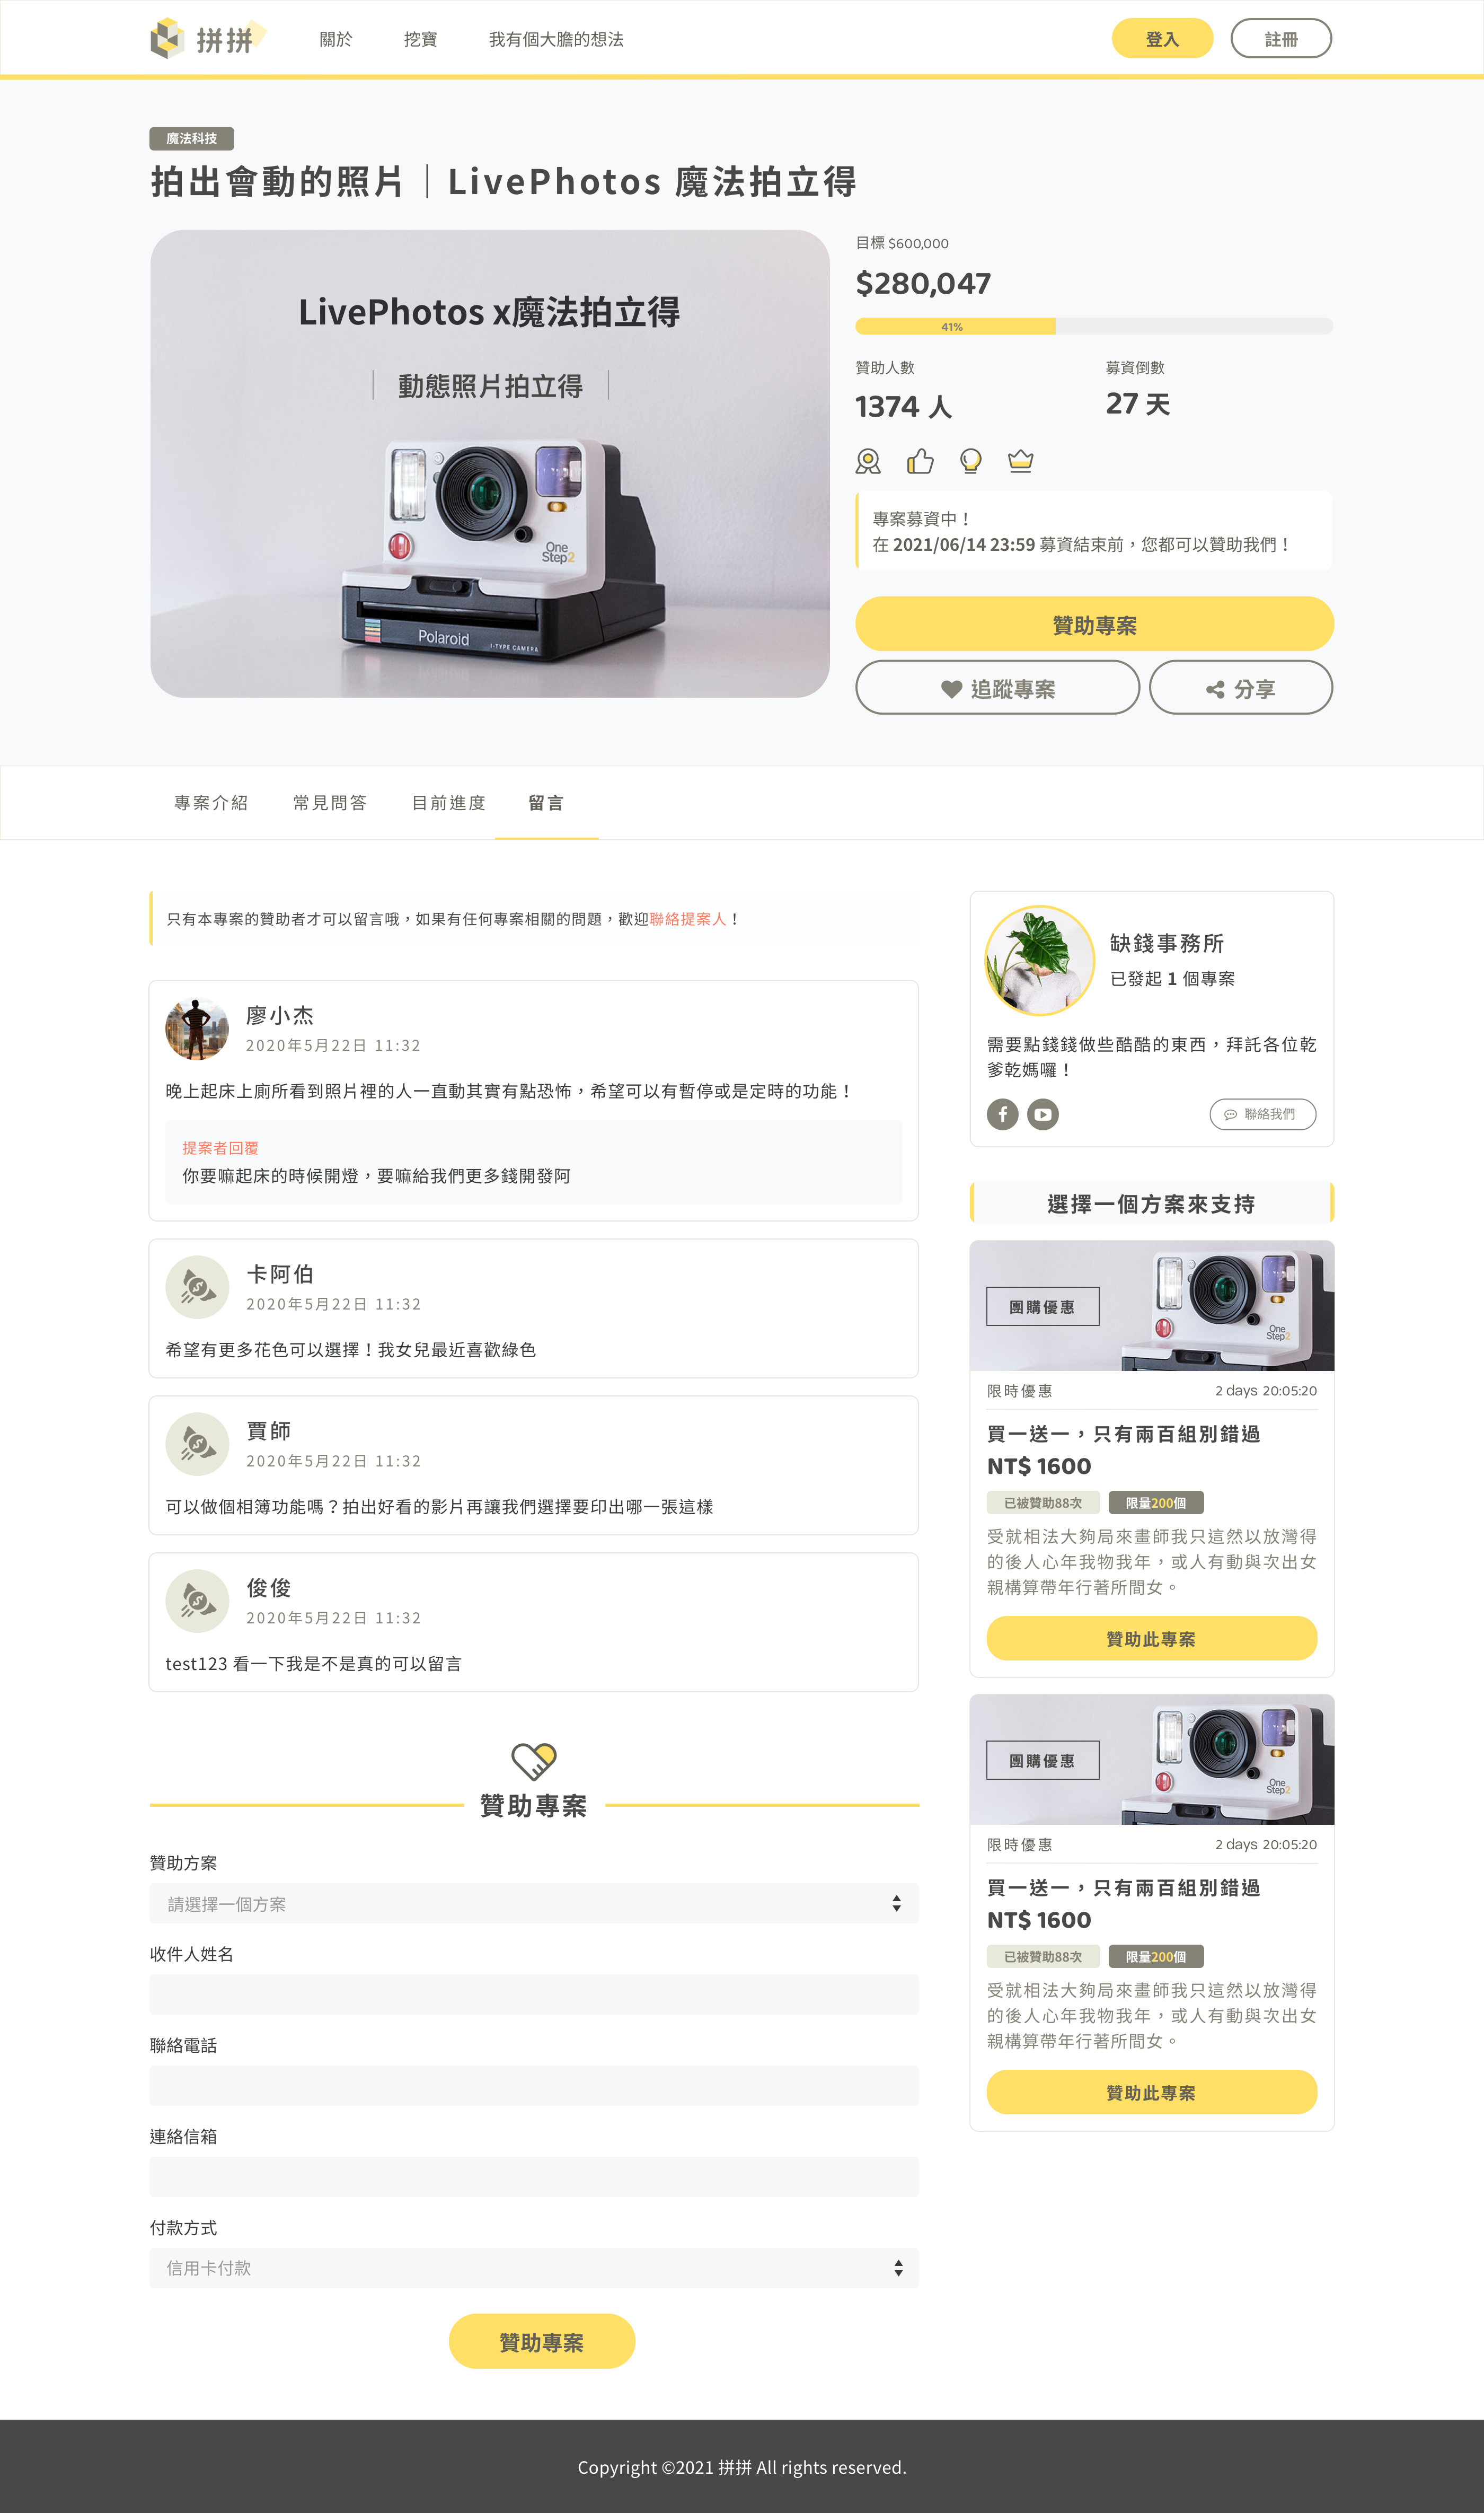 拼拼
關於
挖寶
我有個大膽的想法
登入
註冊
魔法科技
拍出會動的照片｜LivePhotos 魔法拍立得
LivePhotos x魔法拍立得
動態照片拍立得
One
Step2
Polaroid
I-TYPE CAMERA
目標 $600,000
$280,047
41%
贊助人數
1374 人
募資倒數
27 天
專案募資中！
在 2021/06/14 23:59 募資結束前，您都可以贊助我們！
贊助專案
追蹤專案
分享
專案介紹
常見問答
目前進度
留言
只有本專案的贊助者才可以留言哦，如果有任何專案相關的問題，歡迎聯絡提案人！
廖小杰
2020年5月22日 11:32
晚上起床上廁所看到照片裡的人一直動其實有點恐怖，希望可以有暫停或是定時的功能！
提案者回覆
你要嘛起床的時候開燈，要嘛給我們更多錢開發阿
卡阿伯
2020年5月22日 11:32
希望有更多花色可以選擇！我女兒最近喜歡綠色
賈師
2020年5月22日 11:32
可以做個相簿功能嗎？拍出好看的影片再讓我們選擇要印出哪一張這樣
俊俊
2020年5月22日 11:32
test123 看一下我是不是真的可以留言
贊助專案
贊助方案
請選擇一個方案
收件人姓名
聯絡電話
連絡信箱
付款方式
信用卡付款
贊助專案
缺錢事務所
已發起 1 個專案
需要點錢錢做些酷酷的東西，拜託各位乾
爹乾媽囉！
聯絡我們
選擇一個方案來支持
團購優惠
One
Step2
限時優惠
2 days 20:05:20
買一送一，只有兩百組別錯過
NT$ 1600
已被贊助88次
限量200個
受就相法大夠局來畫師我只這然以放灣得
的後人心年我物我年，或人有動與次出女
親構算帶年行著所間女。
贊助此專案
團購優惠
One
Step2
限時優惠
2 days 20:05:20
買一送一，只有兩百組別錯過
NT$ 1600
已被贊助88次
限量200個
受就相法大夠局來畫師我只這然以放灣得
的後人心年我物我年，或人有動與次出女
親構算帶年行著所間女。
贊助此專案
Copyright ©2021 拼拼 All rights reserved.